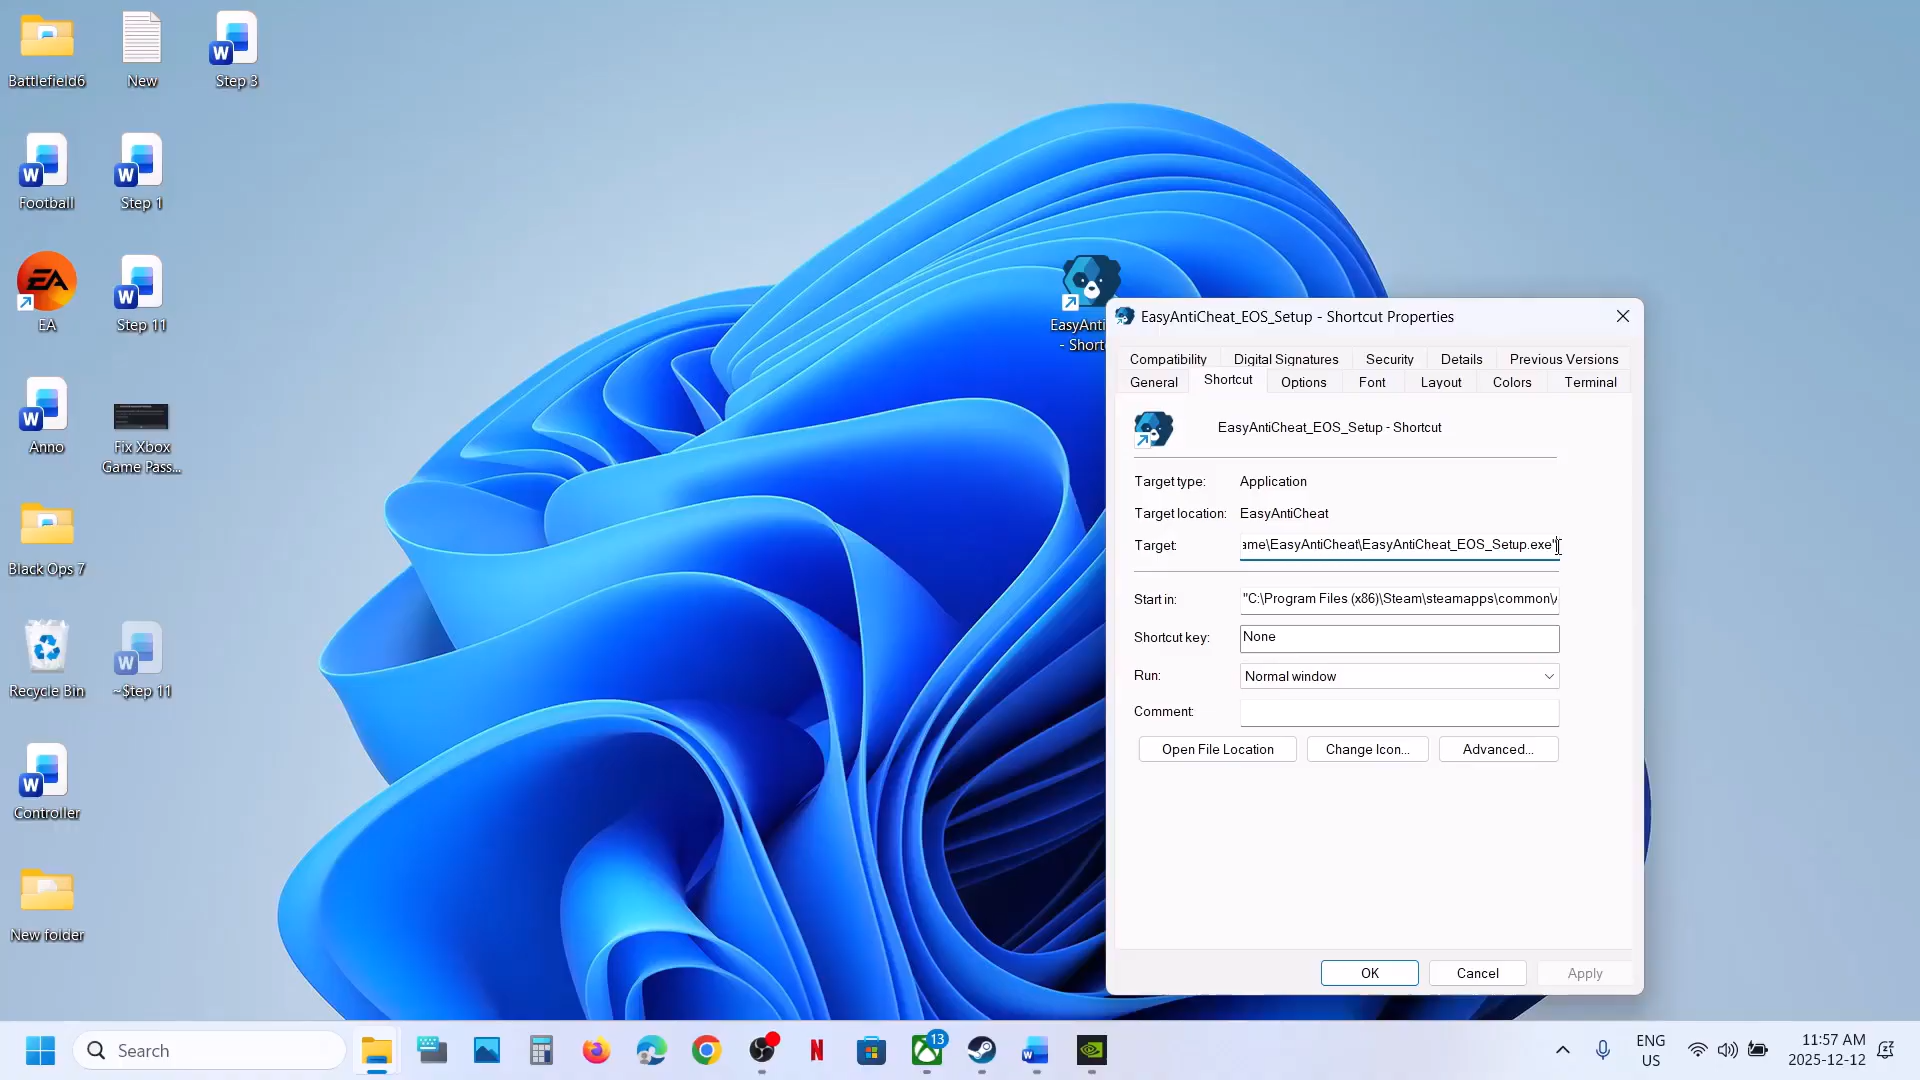 Battlefield6
New
Step 3
Football
Step 1
EA
Step 11
Anno
Fix Xbox
Game Pass...
Black Ops 7
Recycle Bin
~$tep 11
Controller
New folder
EasyAnti
- Short
EasyAntiCheat_EOS_Setup - Shortcut Properties
Compatibility
Digital Signatures
Security
Details
Previous Versions
General
Shortcut
Options
Font
Layout
Colors
Terminal
EasyAntiCheat_EOS_Setup - Shortcut
Target type:
Application
Target location:
EasyAntiCheat
Target:
ame\EasyAntiCheat\EasyAntiCheat_EOS_Setup.exe"
Start in:
"C:\Program Files (x86)\Steam\steamapps\common\
Shortcut key:
None
Run:
Normal window
Comment:
Open File Location
Change Icon...
Advanced...
OK
Cancel
Apply
Search
13
ENG
US
11:57 AM
2025-12-12